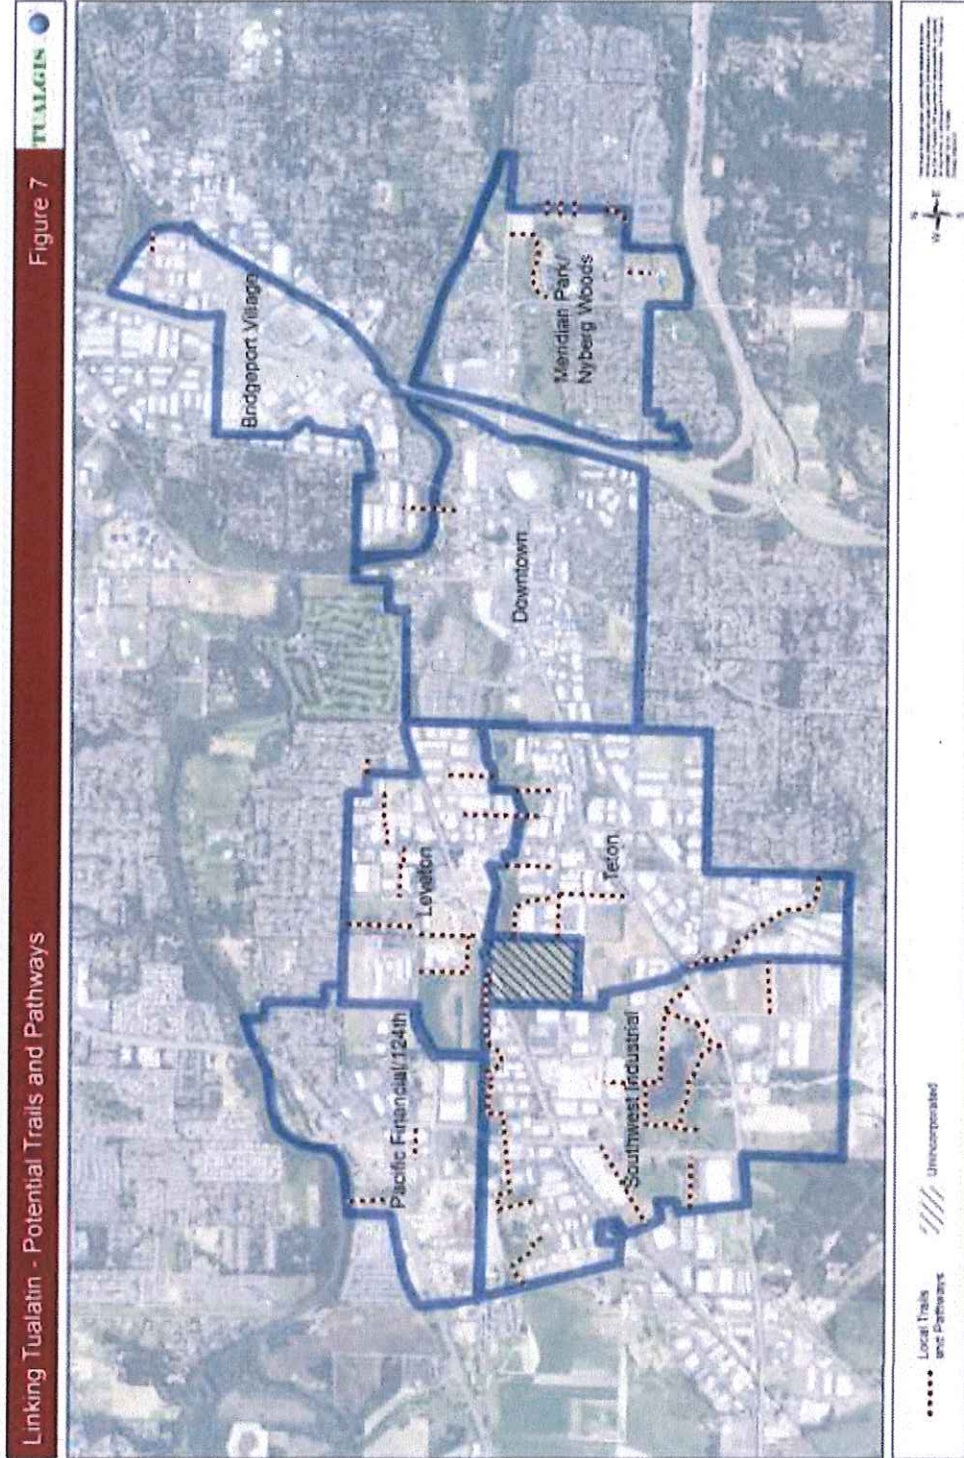 Linking Tualatin - Potential Trails and Pathways
Figure 7
TUALGIS
Bridgeport Village
Meridian Park/
Nyberg Woods
Downtown
Leveton
Teton
Pacific Financial/124th
Southwest Industrial
Local Trails
and Pathways
Unincorporated
N
W
E
S